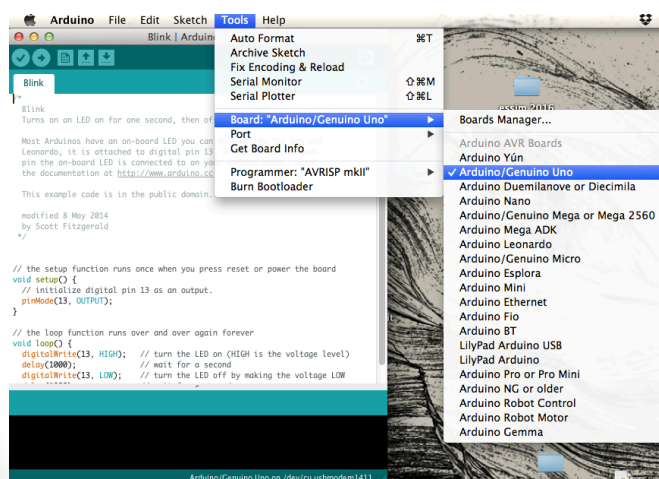 Arduino File Edit Sketch Tools Help
Blink | Arduin
Blink
/*
Blink
Turns on an LED on for one second, then of
Most Arduinos have an on-board LED you can
Leonardo, it is attached to digital pin 13
pin the on-board LED is connected to on yo
the documentation at http://www.arduino.cc
This example code is in the public domain.
modified 8 May 2014
by Scott Fitzgerald
*/
// the setup function runs once when you press reset or power the board
void setup() {
// initialize digital pin 13 as an output.
pinMode(13, OUTPUT);
}
// the loop function runs over and over again forever
void loop() {
digitalWrite(13, HIGH); // turn the LED on (HIGH is the voltage level)
delay(1000); // wait for a second
digitalWrite(13, LOW); // turn the LED off by making the voltage LOW
Arduino/Genuino Uno on /dev/cu.usbmodem1411
Auto Format ⌘T
Archive Sketch
Fix Encoding & Reload
Serial Monitor ⇧⌘M
Serial Plotter ⇧⌘L
Board: "Arduino/Genuino Uno"
Port
Get Board Info
Programmer: "AVRISP mkII"
Burn Bootloader
essim 2016
Boards Manager...
Arduino AVR Boards
Arduino Yún
✓ Arduino/Genuino Uno
Arduino Duemilanove or Diecimila
Arduino Nano
Arduino/Genuino Mega or Mega 2560
Arduino Mega ADK
Arduino Leonardo
Arduino/Genuino Micro
Arduino Esplora
Arduino Mini
Arduino Ethernet
Arduino Fio
Arduino BT
LilyPad Arduino USB
LilyPad Arduino
Arduino Pro or Pro Mini
Arduino NG or older
Arduino Robot Control
Arduino Robot Motor
Arduino Gemma